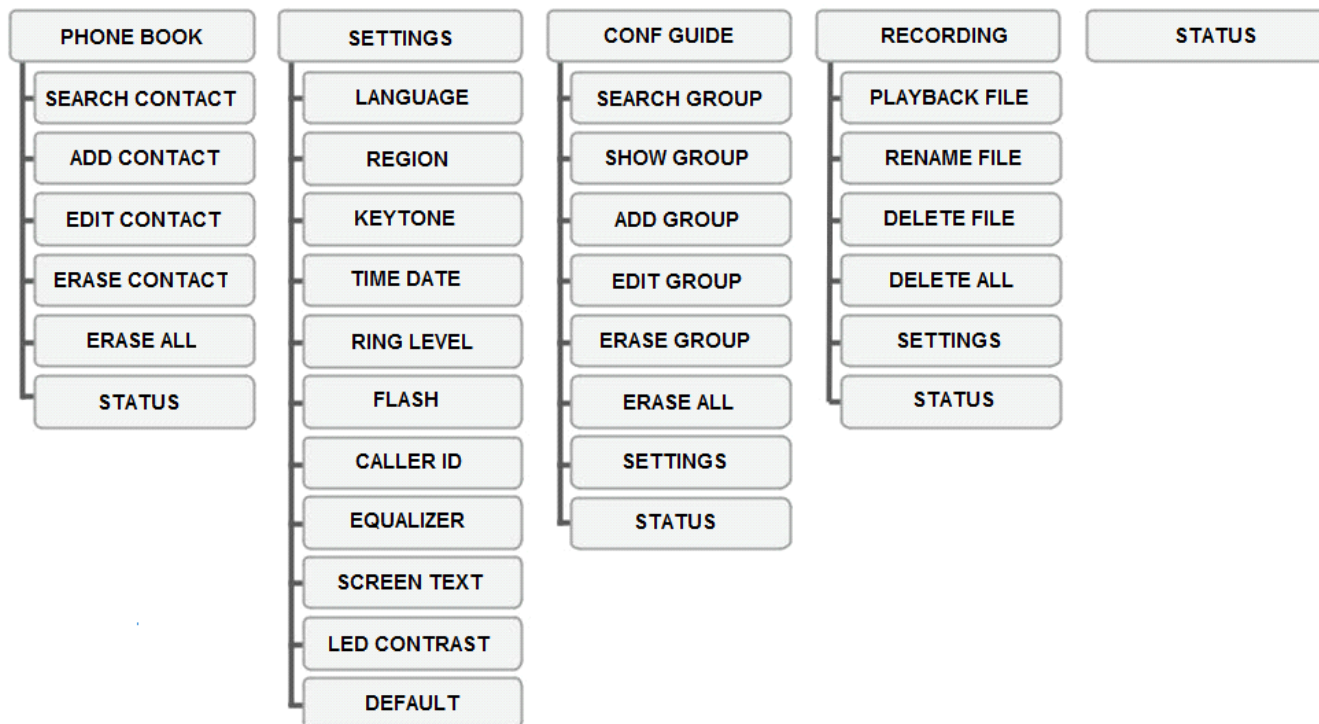 PHONE BOOK
SEARCH CONTACT
ADD CONTACT
EDIT CONTACT
ERASE CONTACT
ERASE ALL
STATUS
SETTINGS
LANGUAGE
REGION
KEYTONE
TIME DATE
RING LEVEL
FLASH
CALLER ID
EQUALIZER
SCREEN TEXT
LED CONTRAST
DEFAULT
CONF GUIDE
SEARCH GROUP
SHOW GROUP
ADD GROUP
EDIT GROUP
ERASE GROUP
ERASE ALL
SETTINGS
STATUS
RECORDING
PLAYBACK FILE
RENAME FILE
DELETE FILE
DELETE ALL
SETTINGS
STATUS
STATUS